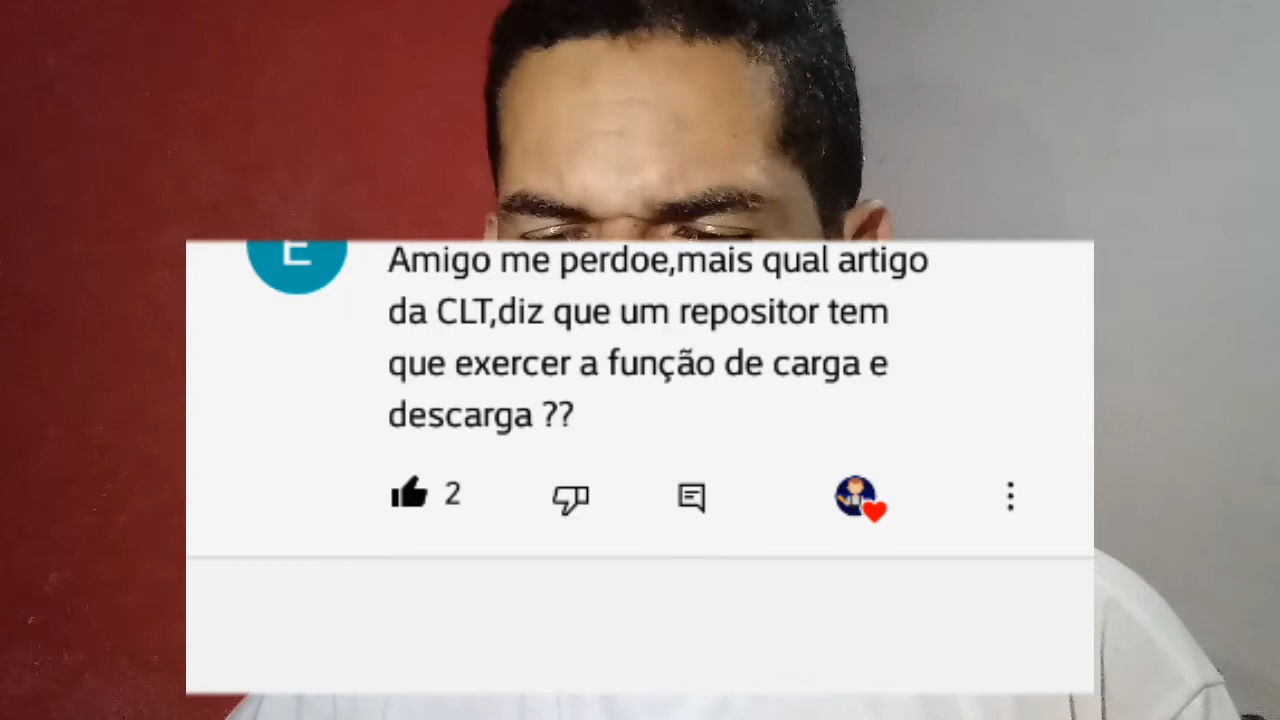 E
Amigo me perdoe,mais qual artigo
da CLT,diz que um repositor tem
que exercer a função de carga e
descarga ??
2